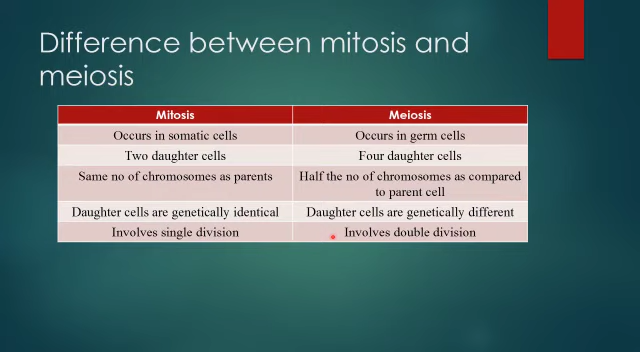 Difference between mitosis and
meiosis
Mitosis
Meiosis
Occurs in somatic cells
Occurs in germ cells
Two daughter cells
Four daughter cells
Same no of chromosomes as parents
Half the no of chromosomes as compared
to parent cell
Daughter cells are genetically identical
Daughter cells are genetically different
Involves single division
Involves double division